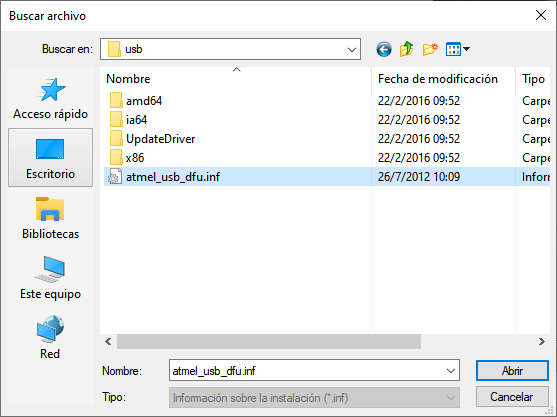 Buscar archivo
Buscar en: usb
Nombre Fecha de modificación Tipo
amd64 22/2/2016 09:52 Carpe
ia64 22/2/2016 09:52 Carpe
UpdateDriver 22/2/2016 09:52 Carpe
x86 22/2/2016 09:52 Carpe
atmel_usb_dfu.inf 26/7/2012 10:09 Inform
Acceso rápido
Escritorio
Bibliotecas
Este equipo
Red
Nombre: atmel_usb_dfu.inf Abrir
Tipo: Información sobre la instalación (*.inf) Cancelar